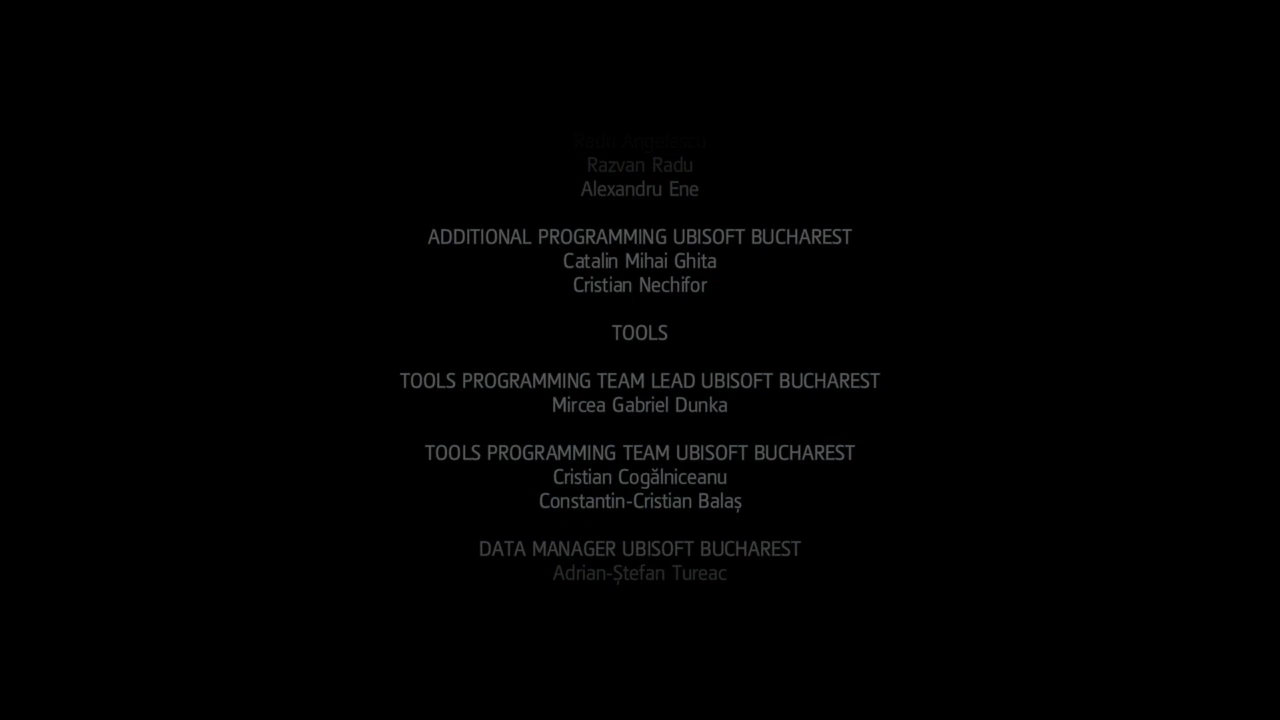 Razvan Radu
Alexandru Ene
ADDITIONAL PROGRAMMING UBISOFT BUCHAREST
Catalin Mihai Ghita
Cristian Nechifor
TOOLS
TOOLS PROGRAMMING TEAM LEAD UBISOFT BUCHAREST
Mircea Gabriel Dunka
TOOLS PROGRAMMING TEAM UBISOFT BUCHAREST
Cristian Cogălniceanu
Constantin-Cristian Balaș
DATA MANAGER UBISOFT BUCHAREST
Adrian-Ștefan Tureac